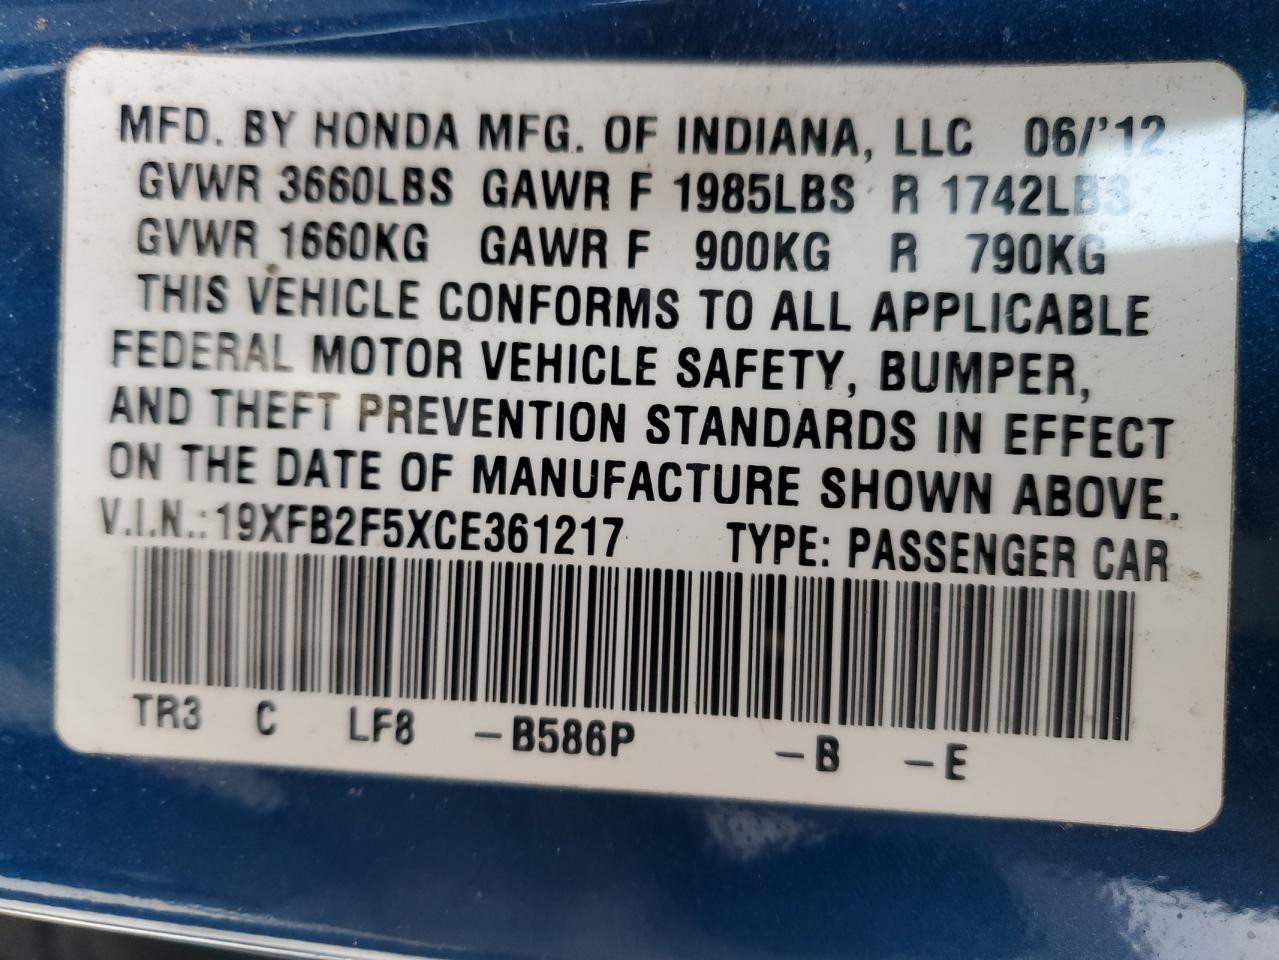 MFD. BY HONDA MFG. OF INDIANA, LLC 06/'12
GVWR 3660LBS GAWR F 1985LBS R 1742LBS
GVWR 1660KG GAWR F 900KG R 790KG
THIS VEHICLE CONFORMS TO ALL APPLICABLE
FEDERAL MOTOR VEHICLE SAFETY, BUMPER,
AND THEFT PREVENTION STANDARDS IN EFFECT
ON THE DATE OF MANUFACTURE SHOWN ABOVE.
V.I.N.: 19XFB2F5XCE361217 TYPE: PASSENGER CAR
TR3 C LF8 -B586P -B -E